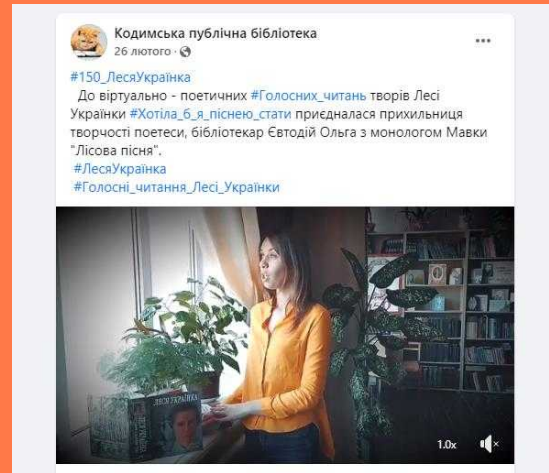 Кодимська публічна бібліотека
26 лютого ·
#150_ЛесяУкраїнка
До віртуально - поетичних #Голосних_читань творів Лесі
Українки #Хотіла_б_я_піснею_стати приєдналася прихильниця
творчості поетеси, бібліотекар Євтодій Ольга з монологом Мавки
"Лісова пісня".
#ЛесяУкраїнка
#Голосні_читання_Лесі_Українки
ЛЕСЯ УКРАЇНКА
1.0x